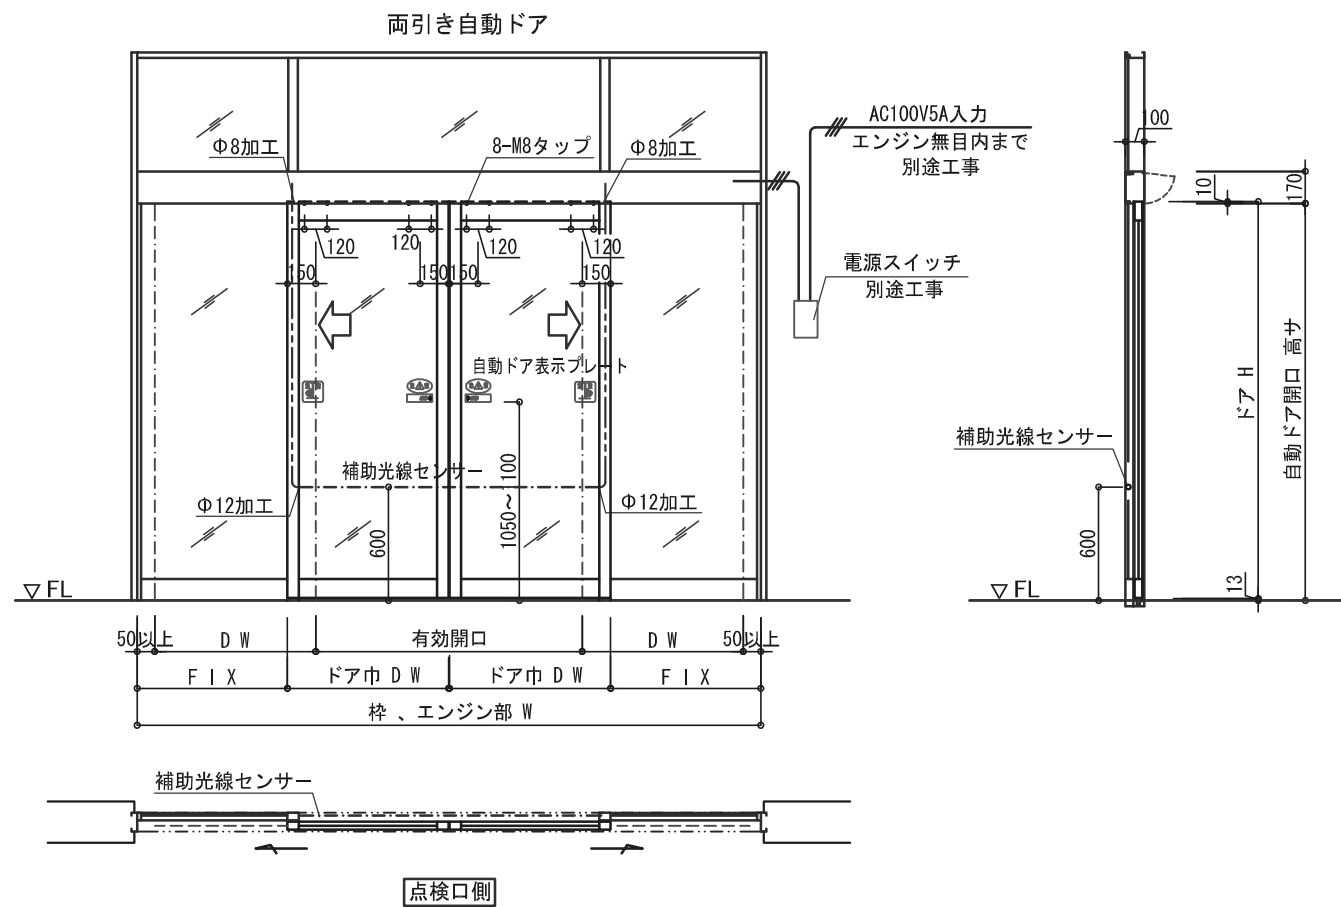 両引き自動ドア
AC100V5A入力
エンジン無目内まで
別途工事
100
Φ8加工
8-M8タップ
Φ8加工
10
170
120
120
120
120
電源スイッチ
別途工事
150
150
150
150
自動ドア表示プレート
ドア H
自動ドア開口 高サ
補助光線センサー
補助光線センサー
Φ12加工
Φ12加工
600
1050~1100
600
13
▽FL
▽FL
50以上
D W
有効開口
D W
50以上
F I X
ドア巾 D W
ドア巾 D W
F I X
枠 、エンジン部 W
補助光線センサー
点検口側